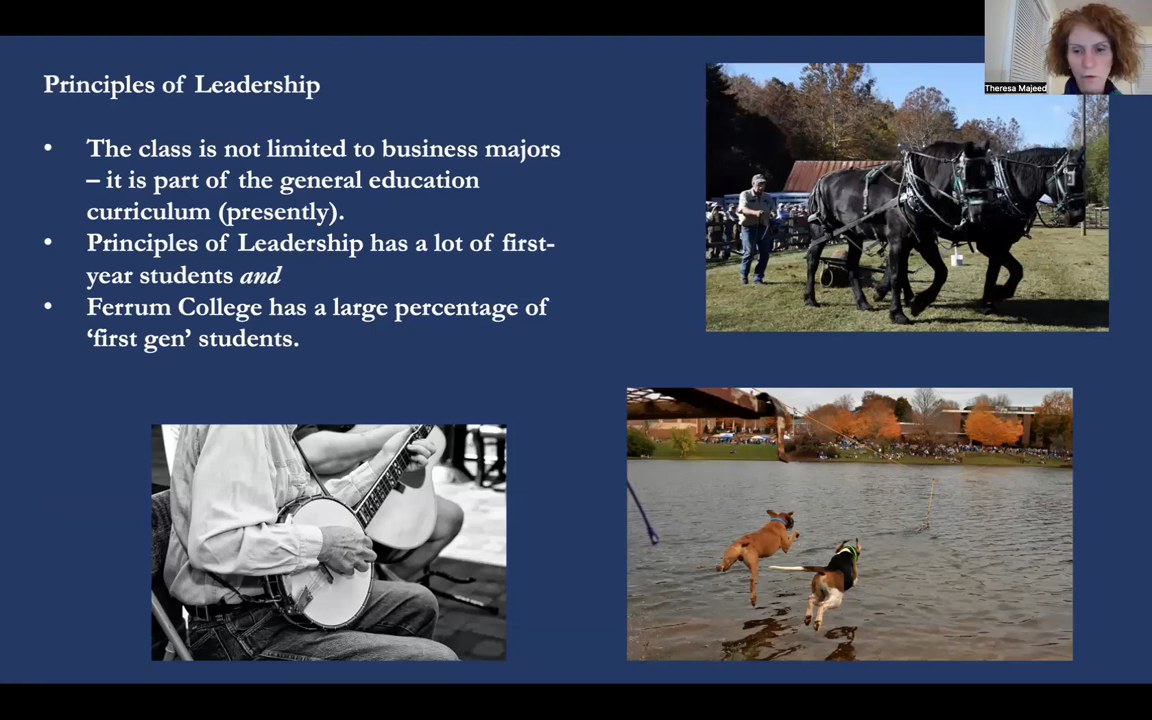 Principles of Leadership
• The class is not limited to business majors
– it is part of the general education
curriculum (presently).
• Principles of Leadership has a lot of first-
year students and
• Ferrum College has a large percentage of
‘first gen’ students.
Theresa Majeed